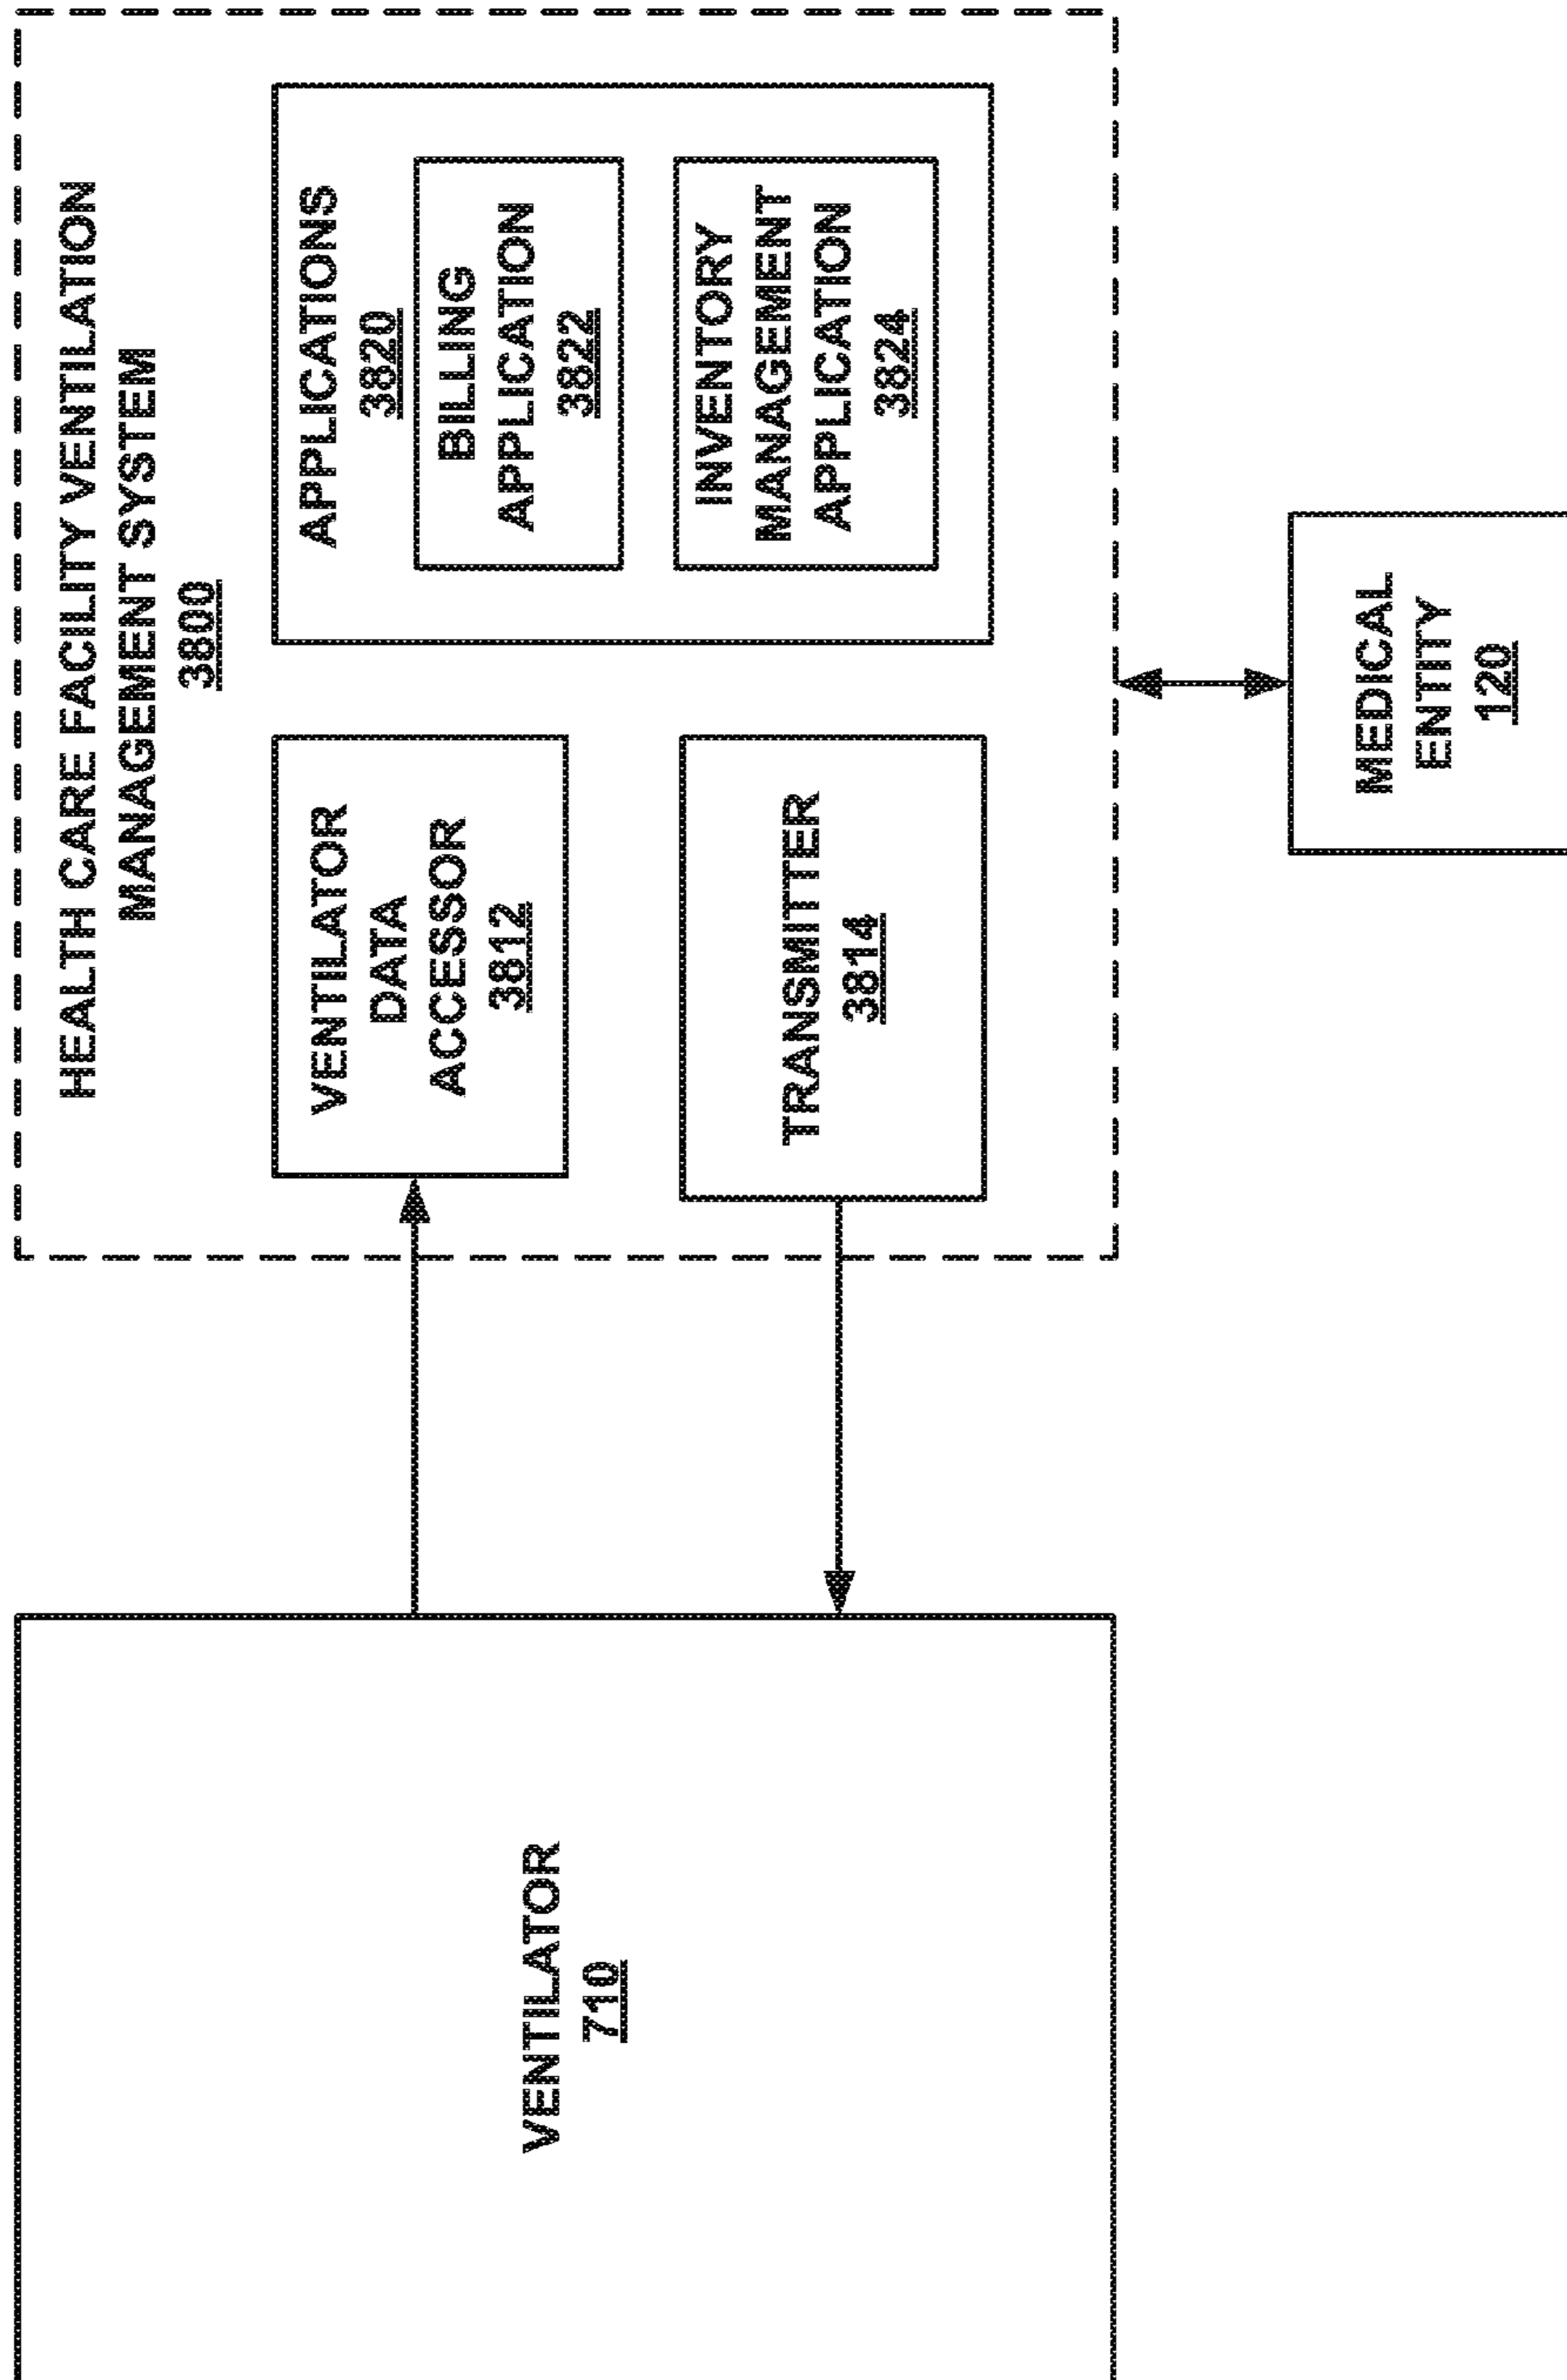 HEALTH CARE FACILITY VENTILATION
MANAGEMENT SYSTEM
3800
VENTILATOR
710
VENTILATOR
DATA
ACCESSOR
3812
TRANSMITTER
3814
APPLICATIONS
3820
BILLING
APPLICATION
3822
INVENTORY
MANAGEMENT
APPLICATION
3824
MEDICAL
ENTITY
120